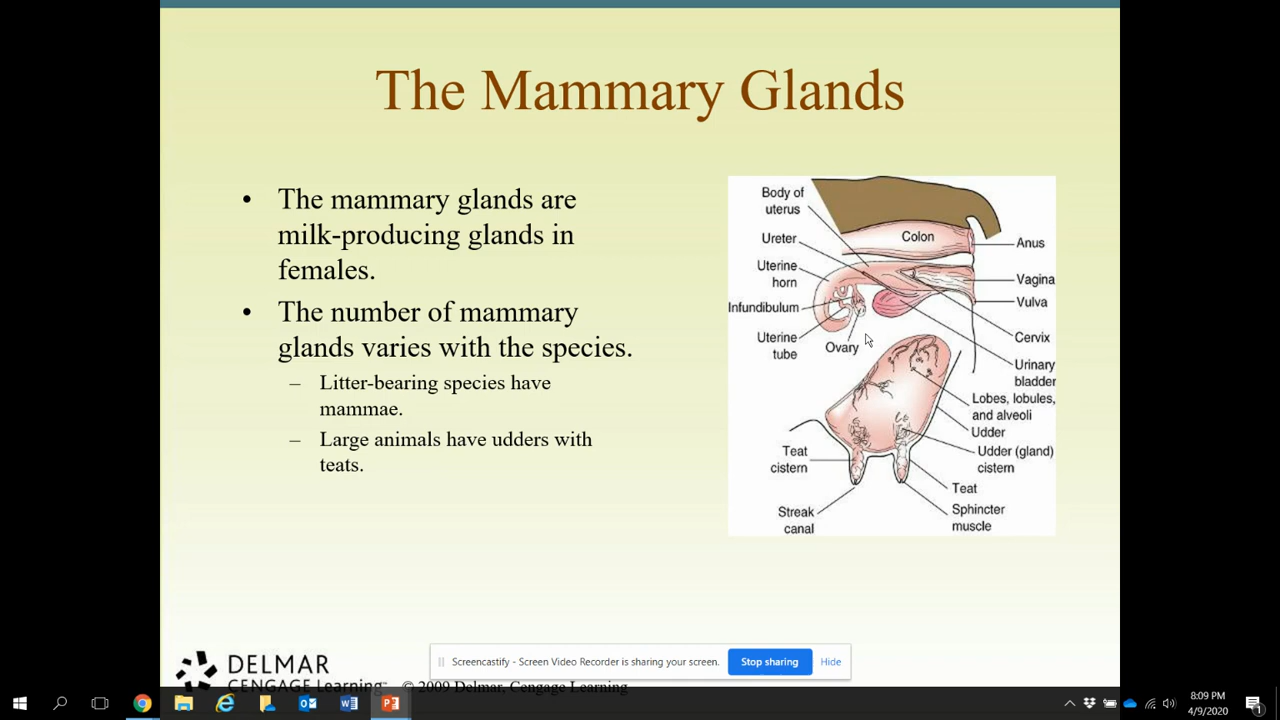 The Mammary Glands
• The mammary glands are
milk-producing glands in
females.
• The number of mammary
glands varies with the species.
– Litter-bearing species have
mammae.
– Large animals have udders with
teats.
Body of
uterus
Ureter
Uterine
horn
Infundibulum
Uterine
tube
Ovary
Colon
Anus
Vagina
Vulva
Cervix
Urinary
bladder
Lobes, lobules,
and alveoli
Udder
Udder (gland)
cistern
Teat
Sphincter
muscle
Teat
cistern
Streak
canal
DELMAR
CENGAGE Learning™
© 2009 Delmar, Cengage Learning
Screencastify - Screen Video Recorder is sharing your screen.
Stop sharing
Hide
8:09 PM
4/9/2020
1